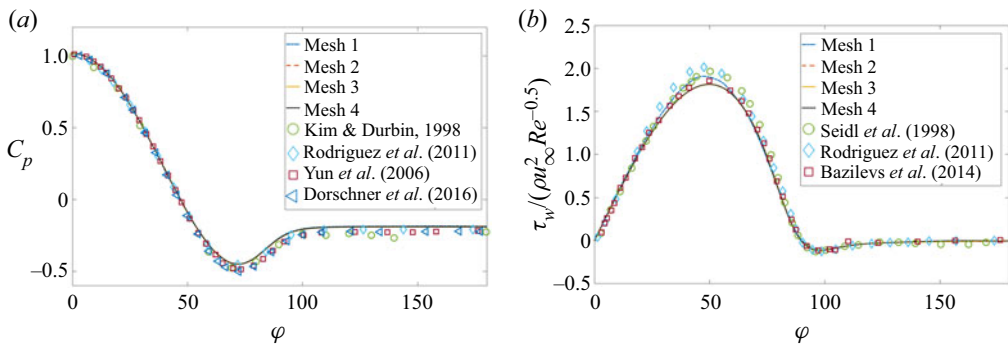 (a)
1.0
0.5
0
–0.5
C_p
0
50
100
150
φ
Mesh 1
Mesh 2
Mesh 3
Mesh 4
Kim & Durbin, 1998
Rodriguez et al. (2011)
Yun et al. (2006)
Dorschner et al. (2016)
(b)
2.5
2.0
1.5
1.0
0.5
0
–0.5
τ_w/(ρu_∞^2 Re^{–0.5})
0
50
100
150
φ
Mesh 1
Mesh 2
Mesh 3
Mesh 4
Seidl et al. (1998)
Rodriguez et al. (2011)
Bazilevs et al. (2014)